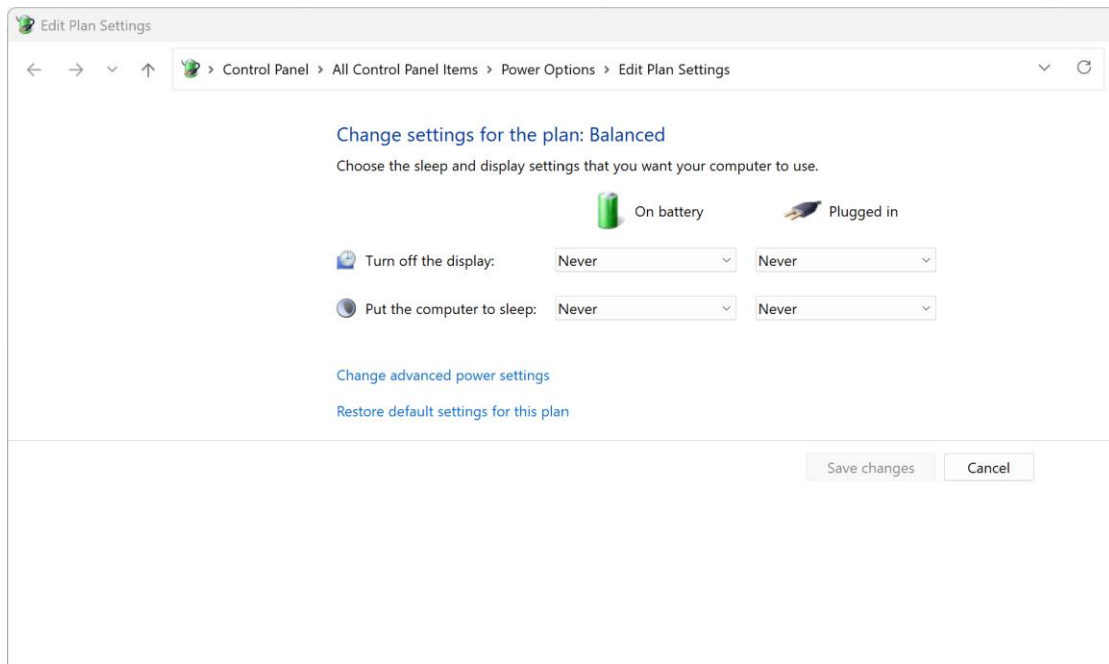 Edit Plan Settings
Control Panel > All Control Panel Items > Power Options > Edit Plan Settings
Change settings for the plan: Balanced
Choose the sleep and display settings that you want your computer to use.
On battery Plugged in
Turn off the display: Never Never
Put the computer to sleep: Never Never
Change advanced power settings
Restore default settings for this plan
Save changes Cancel